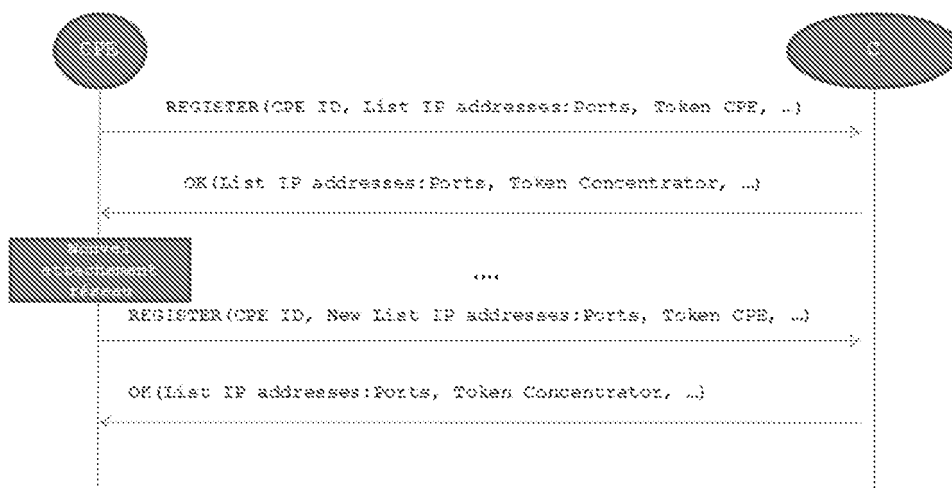 CPE
C
REGISTER(CPE ID, List IP addresses:Ports, Token CPE, …)
OK(List IP addresses:Ports, Token Concentrator, …)
attachment
....
REGISTER(CPE ID, New List IP addresses:Ports, Token CPE, …)
OK(List IP addresses:Ports, Token Concentrator, …)